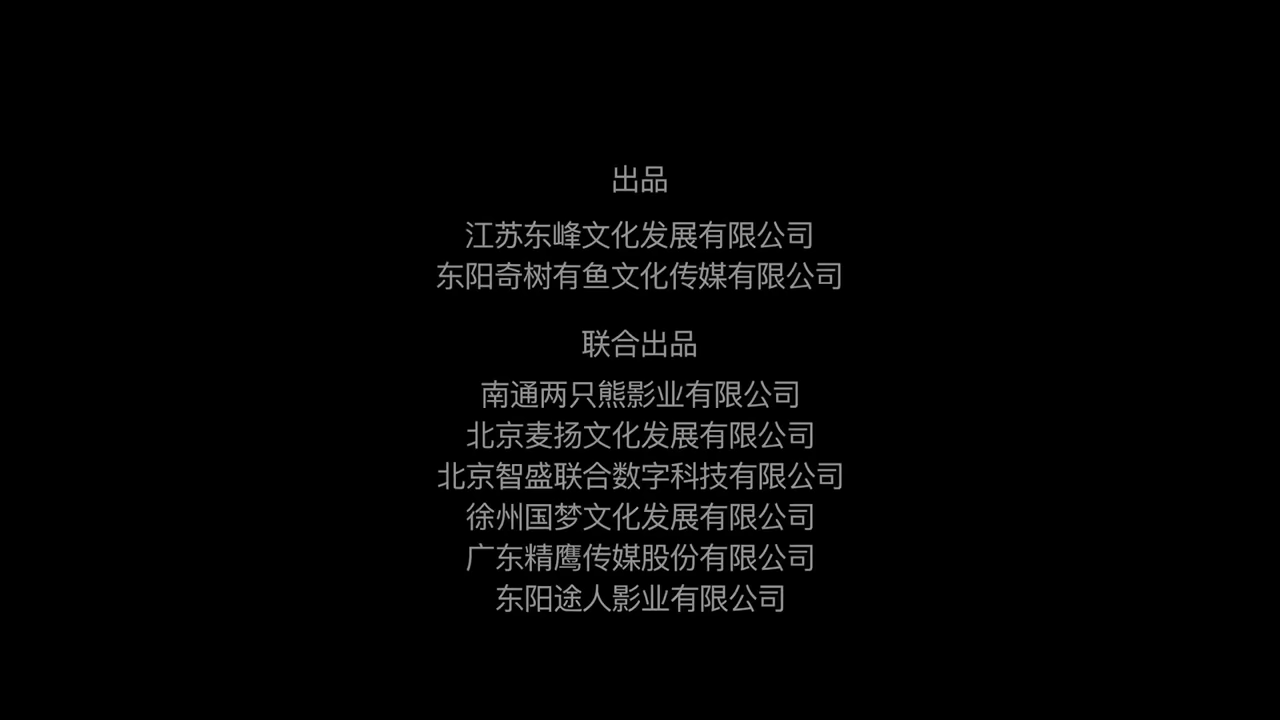 出品
江苏东峰文化发展有限公司
东阳奇树有鱼文化传媒有限公司
联合出品
南通两只熊影业有限公司
北京麦扬文化发展有限公司
北京智盛联合数字科技有限公司
徐州国梦文化发展有限公司
广东精鹰传媒股份有限公司
东阳途人影业有限公司